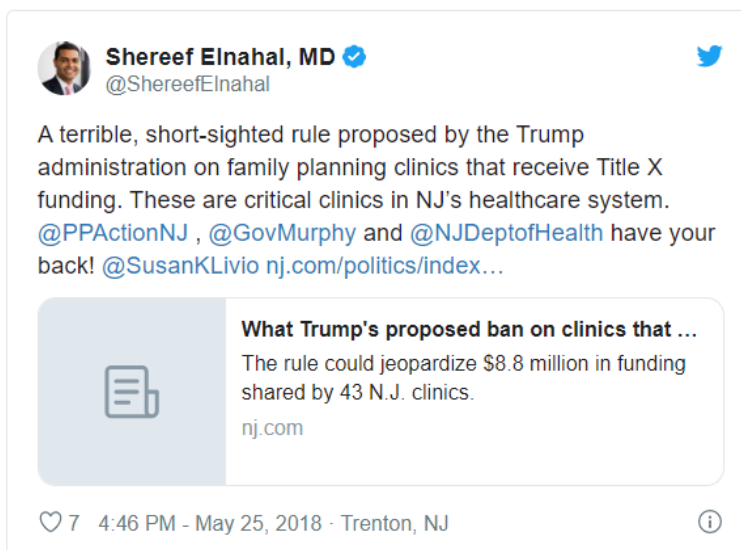 Shereef Elnahal, MD
@ShereefElnahal
A terrible, short-sighted rule proposed by the Trump
administration on family planning clinics that receive Title X
funding. These are critical clinics in NJ's healthcare system.
@PPActionNJ , @GovMurphy and @NJDeptofHealth have your
back! @SusanKLivio nj.com/politics/index…
What Trump's proposed ban on clinics that …
The rule could jeopardize $8.8 million in funding
shared by 43 N.J. clinics.
nj.com
7 4:46 PM - May 25, 2018 · Trenton, NJ